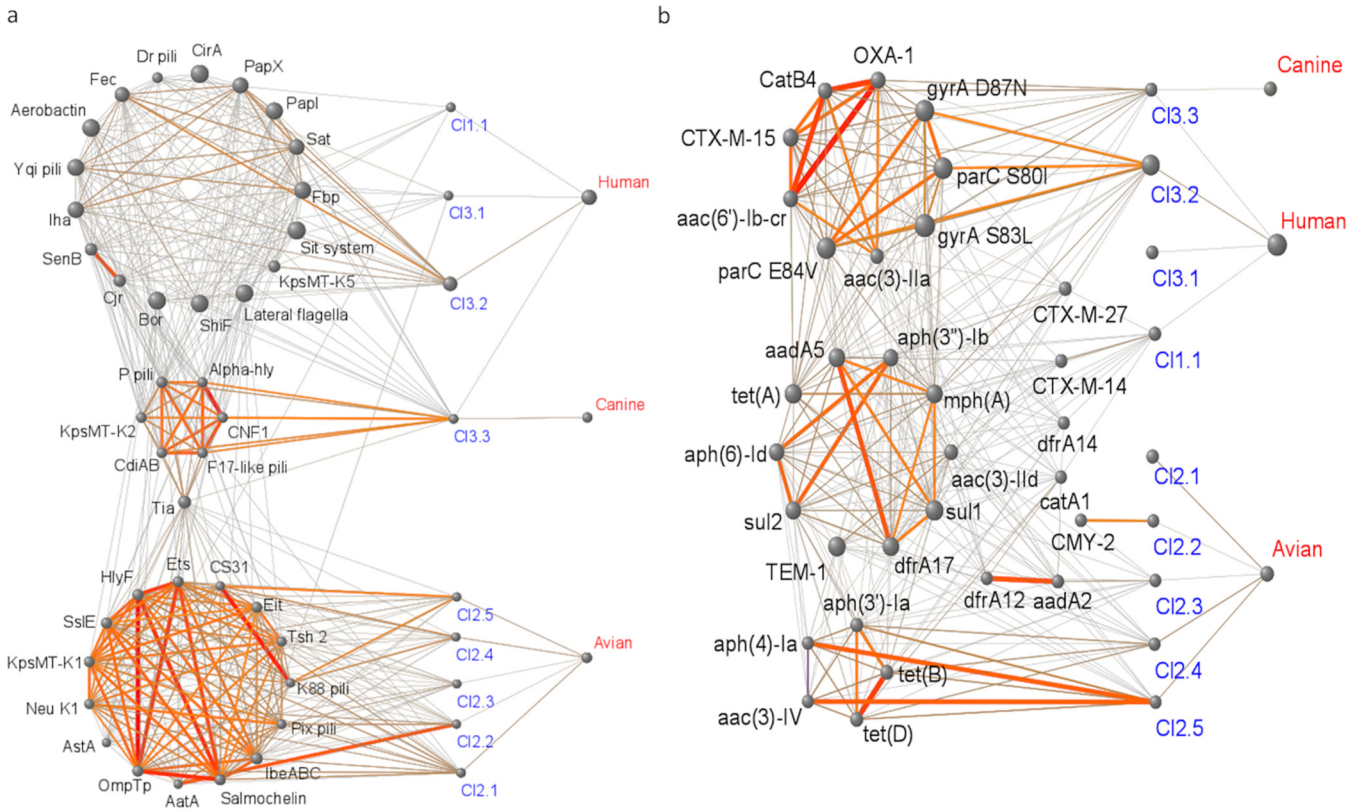 a
CirA
Dr pili
PapX
Fec
PapI
Aerobactin
Sat
Cl1.1
Yqi pili
Human
Fbp
Cl3.1
Iha
Sit system
SenB
KpsMT-K5
Cjr
Cl3.2
Bor
ShiF
Lateral flagella
P pili
Alpha-hly
Canine
KpsMT-K2
CNF1
Cl3.3
CdiAB
F17-like pili
Tia
Ets
CS31
HlyF
Eit
Cl2.5
SslE
Tsh 2
Avian
Cl2.4
KpsMT-K1
K88 pili
Cl2.3
Neu K1
Pix pili
Cl2.2
AstA
IbeABC
OmpTp
Cl2.1
AatA
Salmochelin
b
OXA-1
Canine
CatB4
gyrA D87N
Cl3.3
CTX-M-15
parC S80I
Cl3.2
aac(6')-Ib-cr
Human
gyrA S83L
parC E84V
aac(3)-IIa
Cl3.1
CTX-M-27
aph(3")-Ib
aadA5
Cl1.1
CTX-M-14
tet(A)
mph(A)
dfrA14
aph(6)-Id
aac(3)-IId
Cl2.1
catA1
sul2
sul1
CMY-2
Cl2.2
Avian
TEM-1
dfrA17
dfrA12
aadA2
Cl2.3
aph(3')-Ia
aph(4)-Ia
Cl2.4
tet(B)
aac(3)-IV
Cl2.5
tet(D)